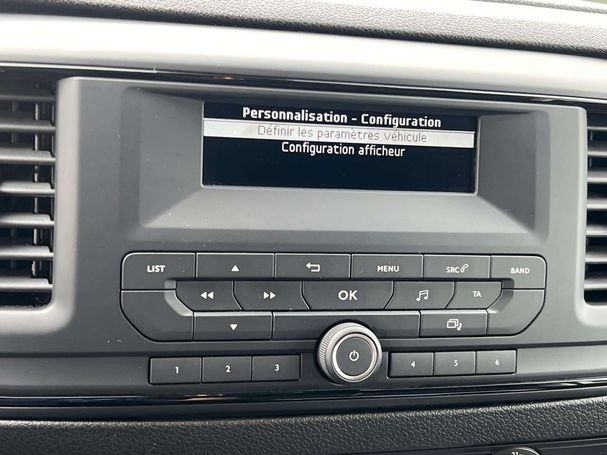 Personnalisation - Configuration
Définir les paramètres véhicule
Configuration afficheur
LIST
MENU
SRC
BAND
OK
TA
1 2 3 4 5 6